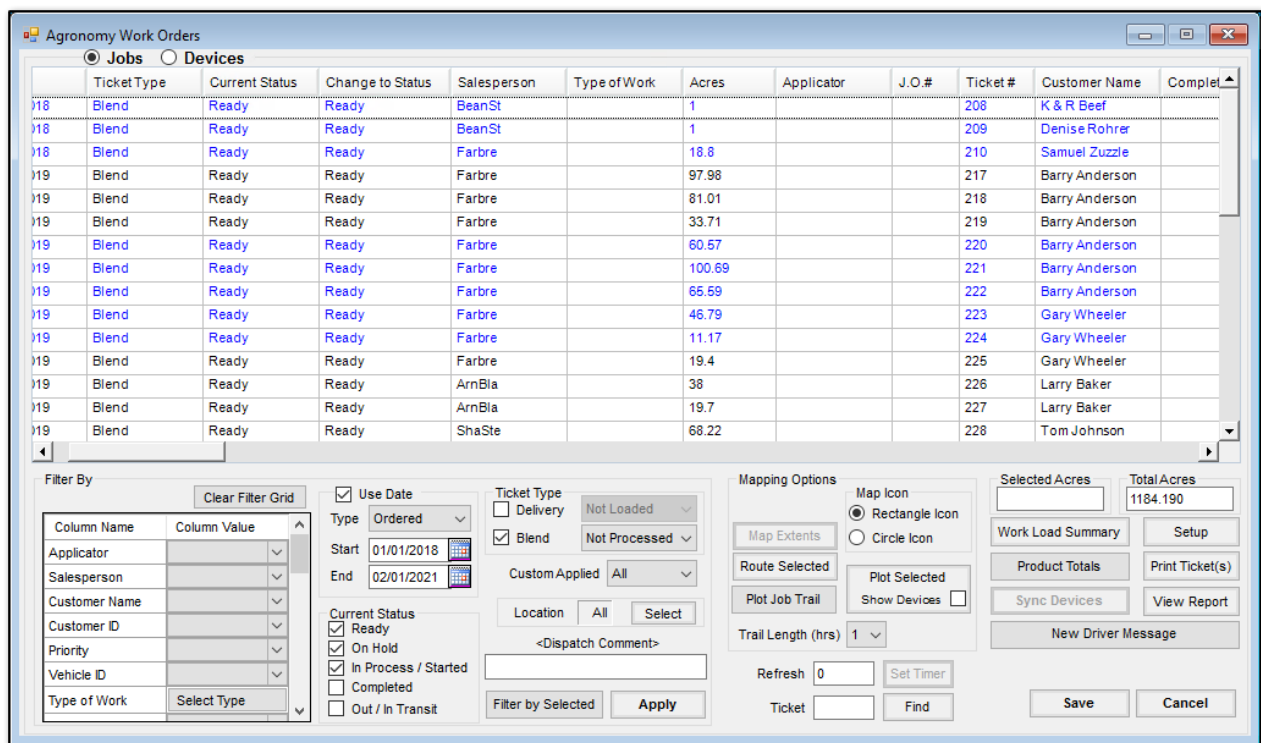 Agronomy Work Orders
Jobs Devices
Ticket Type Current Status Change to Status Salesperson Type of Work Acres Applicator J.O.# Ticket # Customer Name Complet
018 Blend Ready Ready BeanSt 1 208 K & R Beef
018 Blend Ready Ready BeanSt 1 209 Denise Rohrer
018 Blend Ready Ready Farbre 18.8 210 Samuel Zuzzle
019 Blend Ready Ready Farbre 97.98 217 Barry Anderson
019 Blend Ready Ready Farbre 81.01 218 Barry Anderson
019 Blend Ready Ready Farbre 33.71 219 Barry Anderson
019 Blend Ready Ready Farbre 60.57 220 Barry Anderson
019 Blend Ready Ready Farbre 100.69 221 Barry Anderson
019 Blend Ready Ready Farbre 65.59 222 Barry Anderson
019 Blend Ready Ready Farbre 46.79 223 Gary Wheeler
019 Blend Ready Ready Farbre 11.17 224 Gary Wheeler
019 Blend Ready Ready Farbre 19.4 225 Gary Wheeler
019 Blend Ready Ready ArnBla 38 226 Larry Baker
019 Blend Ready Ready ArnBla 19.7 227 Larry Baker
019 Blend Ready Ready ShaSte 68.22 228 Tom Johnson
Filter By
Clear Filter Grid
Column Name Column Value
Applicator
Salesperson
Customer Name
Customer ID
Priority
Vehicle ID
Type of Work Select Type
Use Date
Type Ordered
Start 01/01/2018
End 02/01/2021
Current Status
Ready
On Hold
In Process / Started
Completed
Out / In Transit
Ticket Type
Delivery Not Loaded
Blend Not Processed
Custom Applied All
Location All Select
<Dispatch Comment>
Filter by Selected Apply
Mapping Options
Map Icon
Rectangle Icon
Circle Icon
Map Extents
Route Selected
Plot Job Trail
Plot Selected
Show Devices
Trail Length (hrs) 1
Refresh 0 Set Timer
Ticket Find
Selected Acres Total Acres
1184.190
Work Load Summary Setup
Product Totals Print Ticket(s)
Sync Devices View Report
New Driver Message
Save Cancel